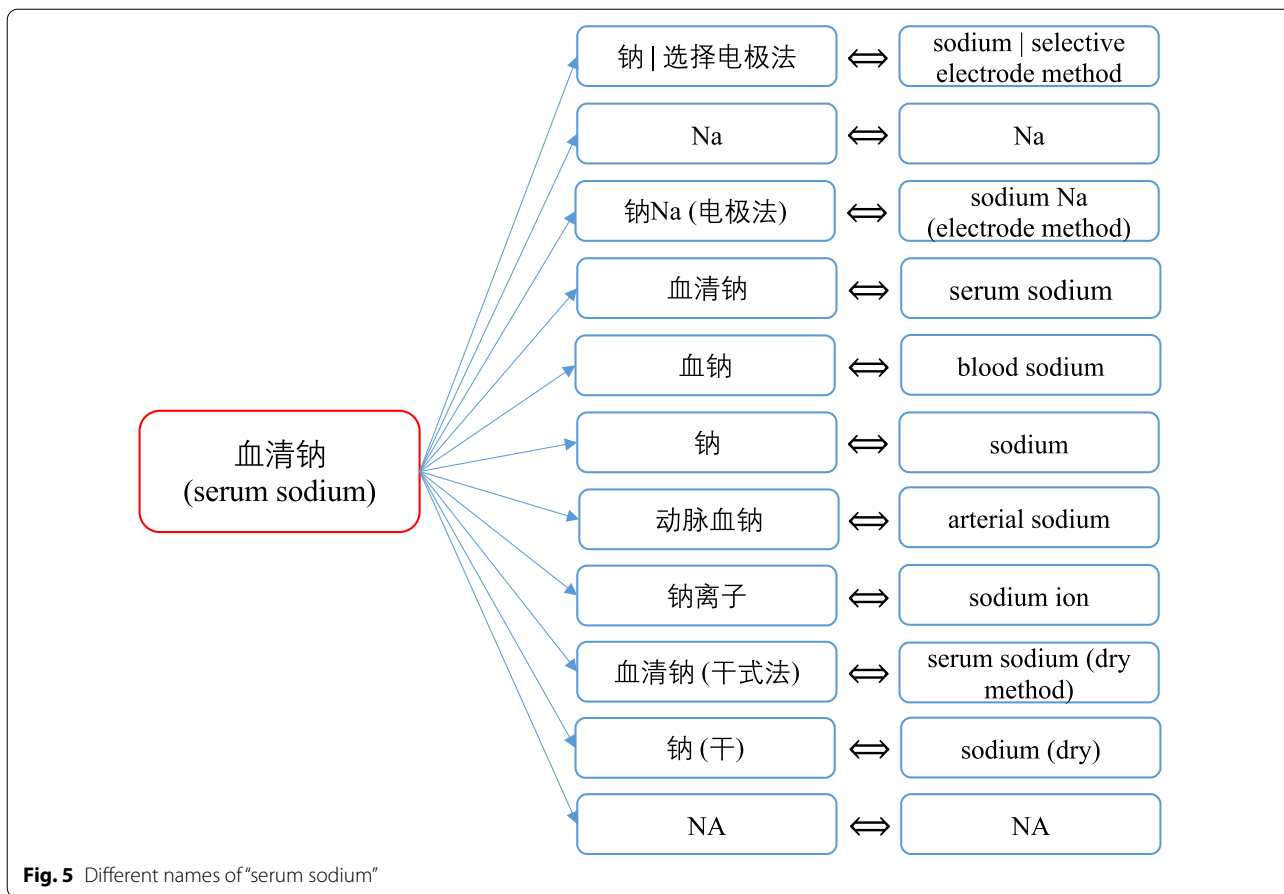 钠 | 选择电极法 ⇔ sodium | selective
electrode method
Na ⇔ Na
钠Na (电极法) ⇔ sodium Na
(electrode method)
血清钠 ⇔ serum sodium
血钠 ⇔ blood sodium
血清钠
(serum sodium)
钠 ⇔ sodium
动脉血钠 ⇔ arterial sodium
钠离子 ⇔ sodium ion
血清钠 (干式法) ⇔ serum sodium (dry
method)
钠 (干) ⇔ sodium (dry)
NA ⇔ NA
Fig. 5 Different names of "serum sodium"